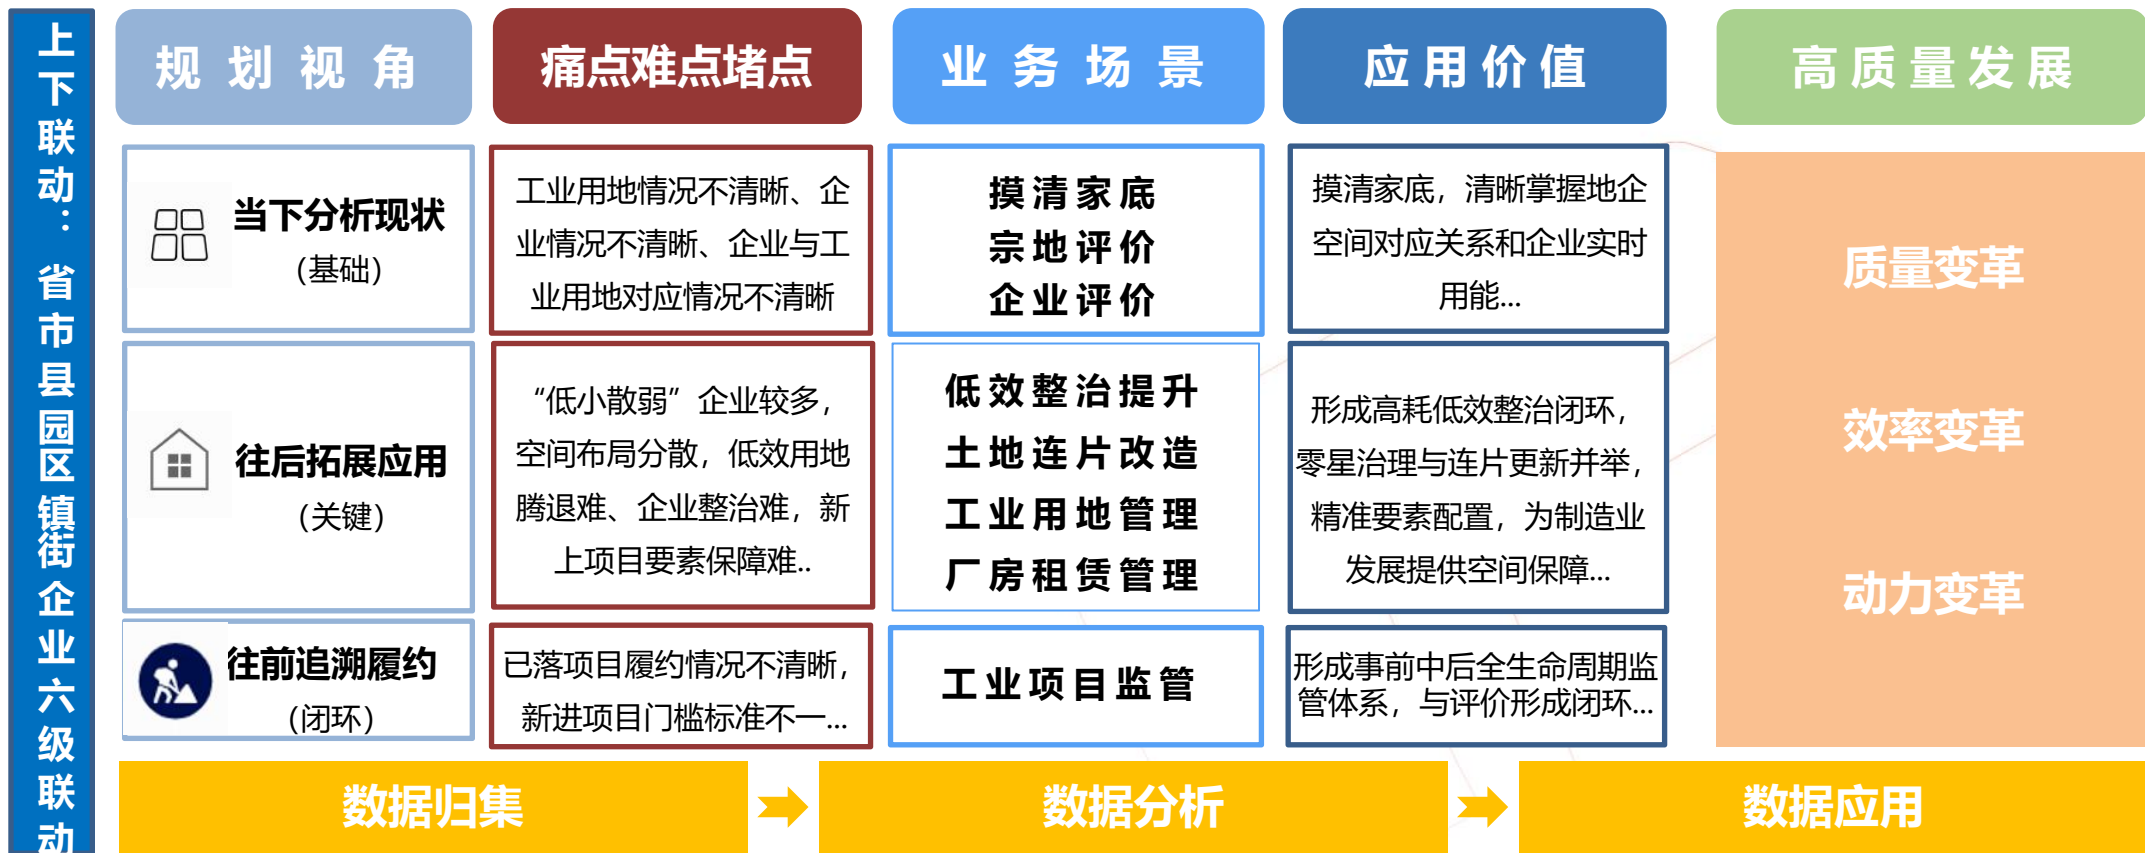 上下联动：省市县园区镇街企业六级联动
规划视角
痛点难点堵点
业务场景
应用价值
高质量发展
当下分析现状
（基础）
工业用地情况不清晰、企
业情况不清晰、企业与工
业用地对应情况不清晰
摸清家底
宗地评价
企业评价
摸清家底，清晰掌握地企
空间对应关系和企业实时
用能...
往后拓展应用
（关键）
“低小散弱”企业较多，
空间布局分散，低效用地
腾退难、企业整治难，新
上项目要素保障难..
低效整治提升
土地连片改造
工业用地管理
厂房租赁管理
形成高耗低效整治闭环，
零星治理与连片更新并举，
精准要素配置，为制造业
发展提供空间保障...
往前追溯履约
（闭环）
已落项目履约情况不清晰，
新进项目门槛标准不一...
工业项目监管
形成事前中后全生命周期监
管体系，与评价形成闭环...
质量变革
效率变革
动力变革
数据归集
数据分析
数据应用